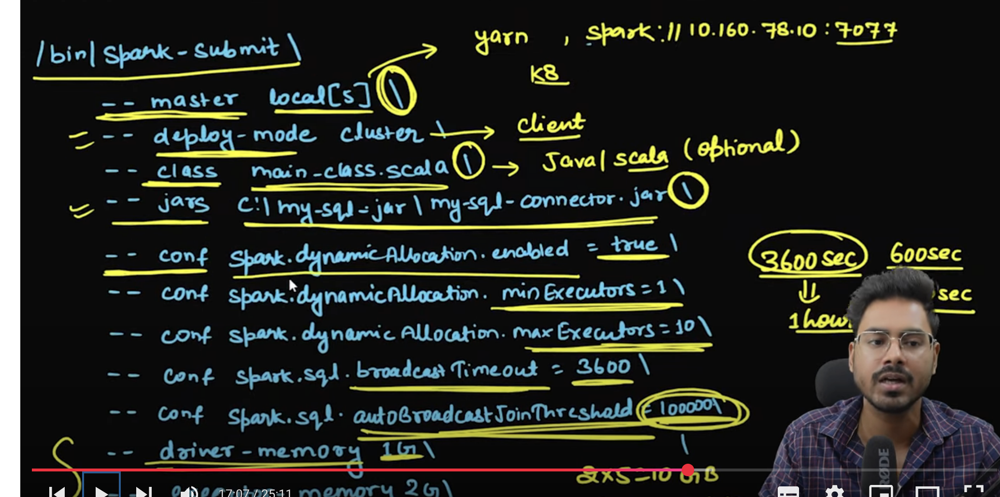 /bin/spark-submit \
yarn , spark://10.160.78.10:7077
K8
-- master local[5] \
-- deploy-mode cluster \
client
-- class main-class.scala \
Java/scala (optional)
-- jars C:\my-sql-jar\my-sql-connector.jar \
-- conf spark.dynamicAllocation.enabled = true \
3600 sec 600sec
-- conf spark.dynamicAllocation.minExecutors=1 \
sec
1 hour
-- conf spark.dynamicAllocation.maxExecutors=10 \
-- conf spark.sql.broadcastTimeout = 3600 \
-- conf spark.sql.autoBroadcastJoinThreshold = 100000 \
-- driver-memory 1G \
\
2x5=10 GB
memory 2G \
17:07 / 25:11
RØDE